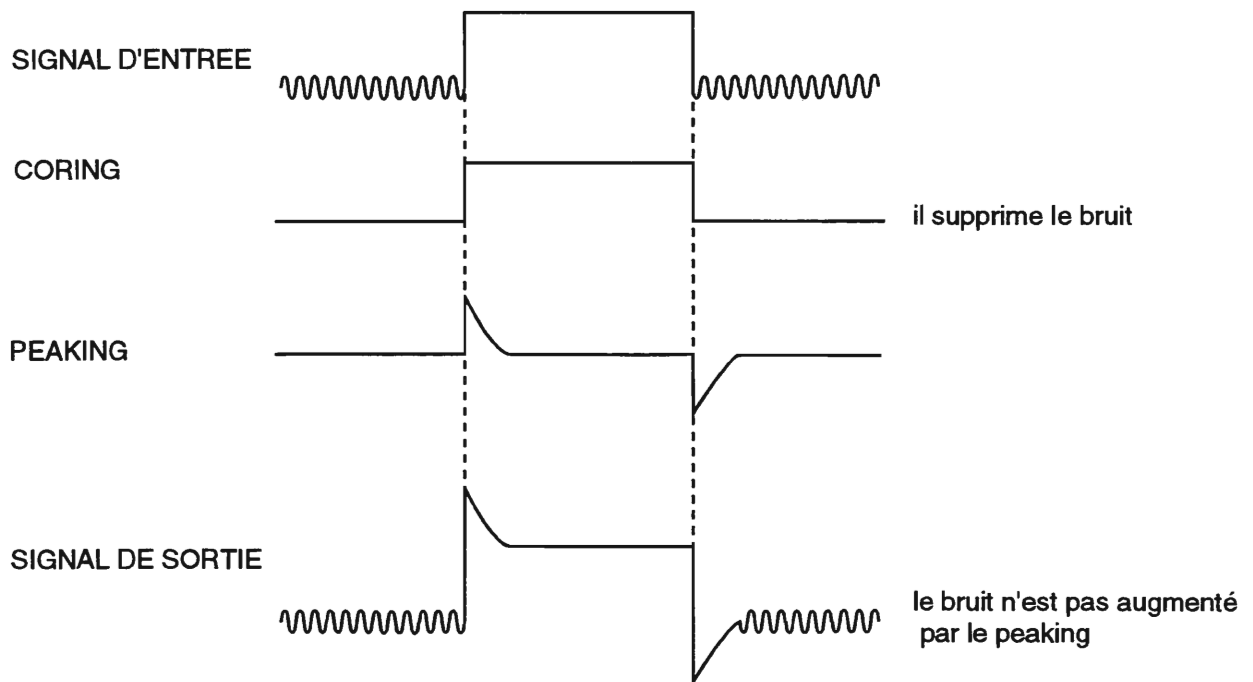 SIGNAL D'ENTREE
CORING
il supprime le bruit
PEAKING
SIGNAL DE SORTIE
le bruit n'est pas augmenté
par le peaking